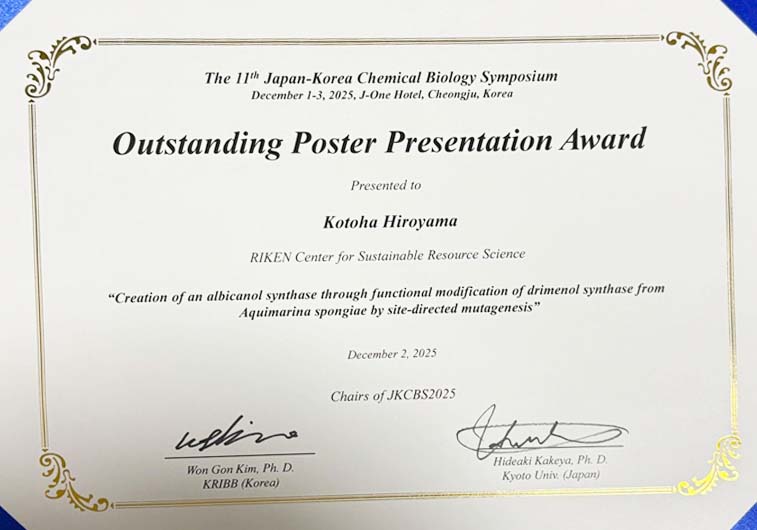 The 11th Japan-Korea Chemical Biology Symposium
December 1-3, 2025, J-One Hotel, Cheongju, Korea
Outstanding Poster Presentation Award
Presented to
Kotoha Hiroyama
RIKEN Center for Sustainable Resource Science
“Creation of an albicanol synthase through functional modification of drimenol synthase from
Aquimarina spongiae by site-directed mutagenesis”
December 2, 2025
Chairs of JKCBS2025
Won Gon Kim, Ph. D.
KRIBB (Korea)
Hideaki Kakeya, Ph. D.
Kyoto Univ. (Japan)